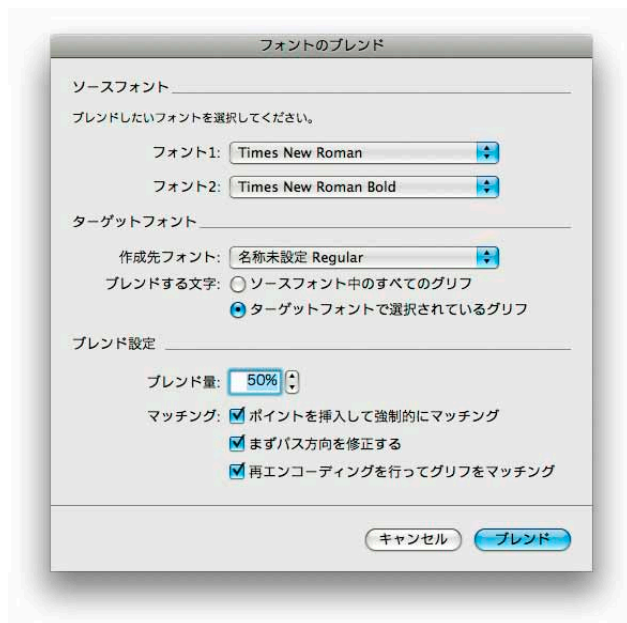 フォントのブレンド
ソースフォント
ブレンドしたいフォントを選択してください。
フォント1: Times New Roman
フォント2: Times New Roman Bold
ターゲットフォント
作成先フォント: 名称未設定 Regular
ブレンドする文字: ソースフォント中のすべてのグリフ
ターゲットフォントで選択されているグリフ
ブレンド設定
ブレンド量: 50%
マッチング: ポイントを挿入して強制的にマッチング
まずパス方向を修正する
再エンコーディングを行ってグリフをマッチング
キャンセル ブレンド